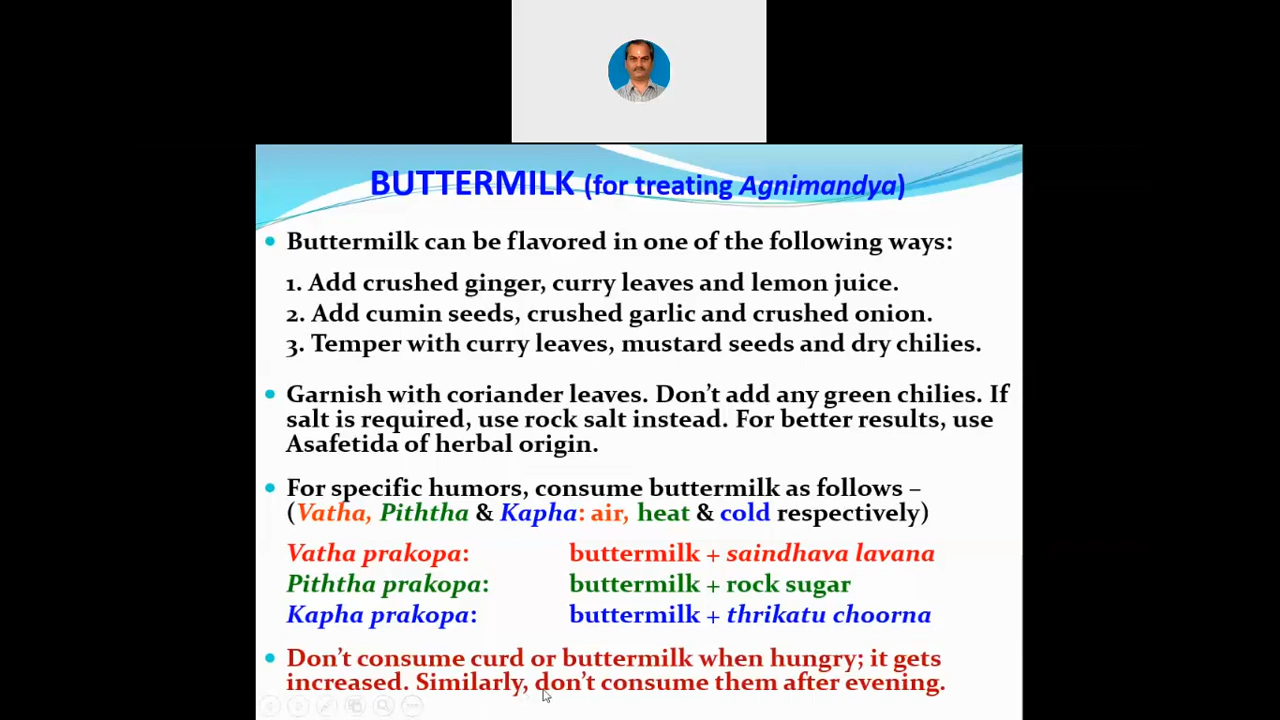 BUTTERMILK (for treating Agnimandya)
Buttermilk can be flavored in one of the following ways:
1. Add crushed ginger, curry leaves and lemon juice.
2. Add cumin seeds, crushed garlic and crushed onion.
3. Temper with curry leaves, mustard seeds and dry chilies.
Garnish with coriander leaves. Don't add any green chilies. If
salt is required, use rock salt instead. For better results, use
Asafetida of herbal origin.
For specific humors, consume buttermilk as follows –
(Vatha, Piththa & Kapha: air, heat & cold respectively)
Vatha prakopa: buttermilk + saindhava lavana
Piththa prakopa: buttermilk + rock sugar
Kapha prakopa: buttermilk + thrikatu choorna
Don't consume curd or buttermilk when hungry; it gets
increased. Similarly, don't consume them after evening.